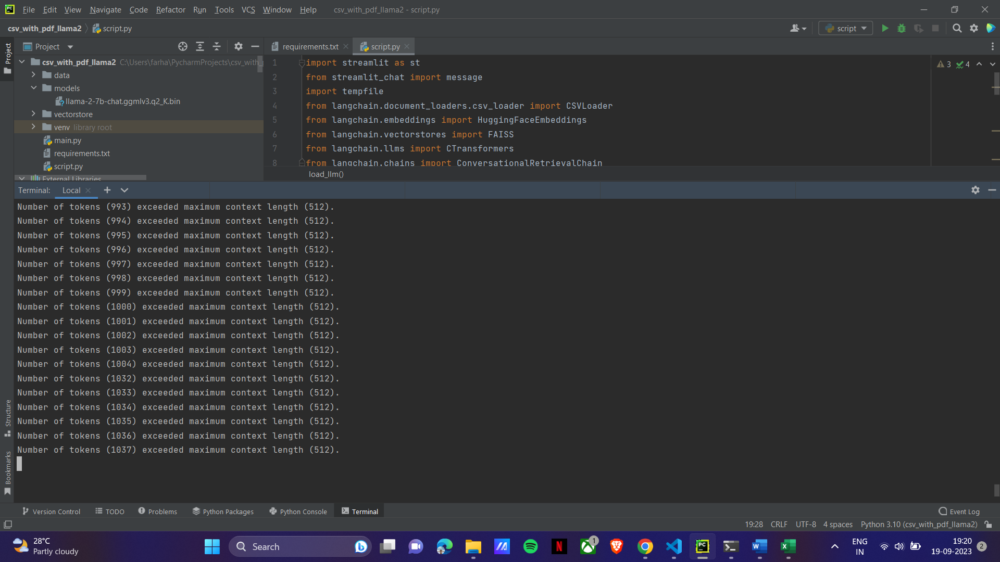 File Edit View Navigate Code Refactor Run Tools VCS Window Help csv_with_pdf_llama2 - script.py
csv_with_pdf_llama2 script.py script
Project
Project
requirements.txt script.py
csv_with_pdf_llama2 C:\Users\farha\PycharmProjects\csv_with_
data
models
llama-2-7b-chat.ggmlv3.q2_K.bin
vectorstore
venv library root
main.py
requirements.txt
script.py
External Libraries
1 import streamlit as st
2 from streamlit_chat import message
3 import tempfile
4 from langchain.document_loaders.csv_loader import CSVLoader
5 from langchain.embeddings import HuggingFaceEmbeddings
6 from langchain.vectorstores import FAISS
7 from langchain.llms import CTransformers
8 from langchain.chains import ConversationalRetrievalChain
3 4
load_llm()
Terminal: Local
Number of tokens (993) exceeded maximum context length (512).
Number of tokens (994) exceeded maximum context length (512).
Number of tokens (995) exceeded maximum context length (512).
Number of tokens (996) exceeded maximum context length (512).
Number of tokens (997) exceeded maximum context length (512).
Number of tokens (998) exceeded maximum context length (512).
Number of tokens (999) exceeded maximum context length (512).
Number of tokens (1000) exceeded maximum context length (512).
Number of tokens (1001) exceeded maximum context length (512).
Number of tokens (1002) exceeded maximum context length (512).
Number of tokens (1003) exceeded maximum context length (512).
Number of tokens (1004) exceeded maximum context length (512).
Number of tokens (1032) exceeded maximum context length (512).
Number of tokens (1033) exceeded maximum context length (512).
Number of tokens (1034) exceeded maximum context length (512).
Number of tokens (1035) exceeded maximum context length (512).
Number of tokens (1036) exceeded maximum context length (512).
Number of tokens (1037) exceeded maximum context length (512).
Structure
Bookmarks
Version Control TODO Problems Python Packages Python Console Terminal Event Log
19:28 CRLF UTF-8 4 spaces Python 3.10 (csv_with_pdf_llama2)
28°C
Partly cloudy
Search
1
ENG
IN
19:20
19-09-2023
2